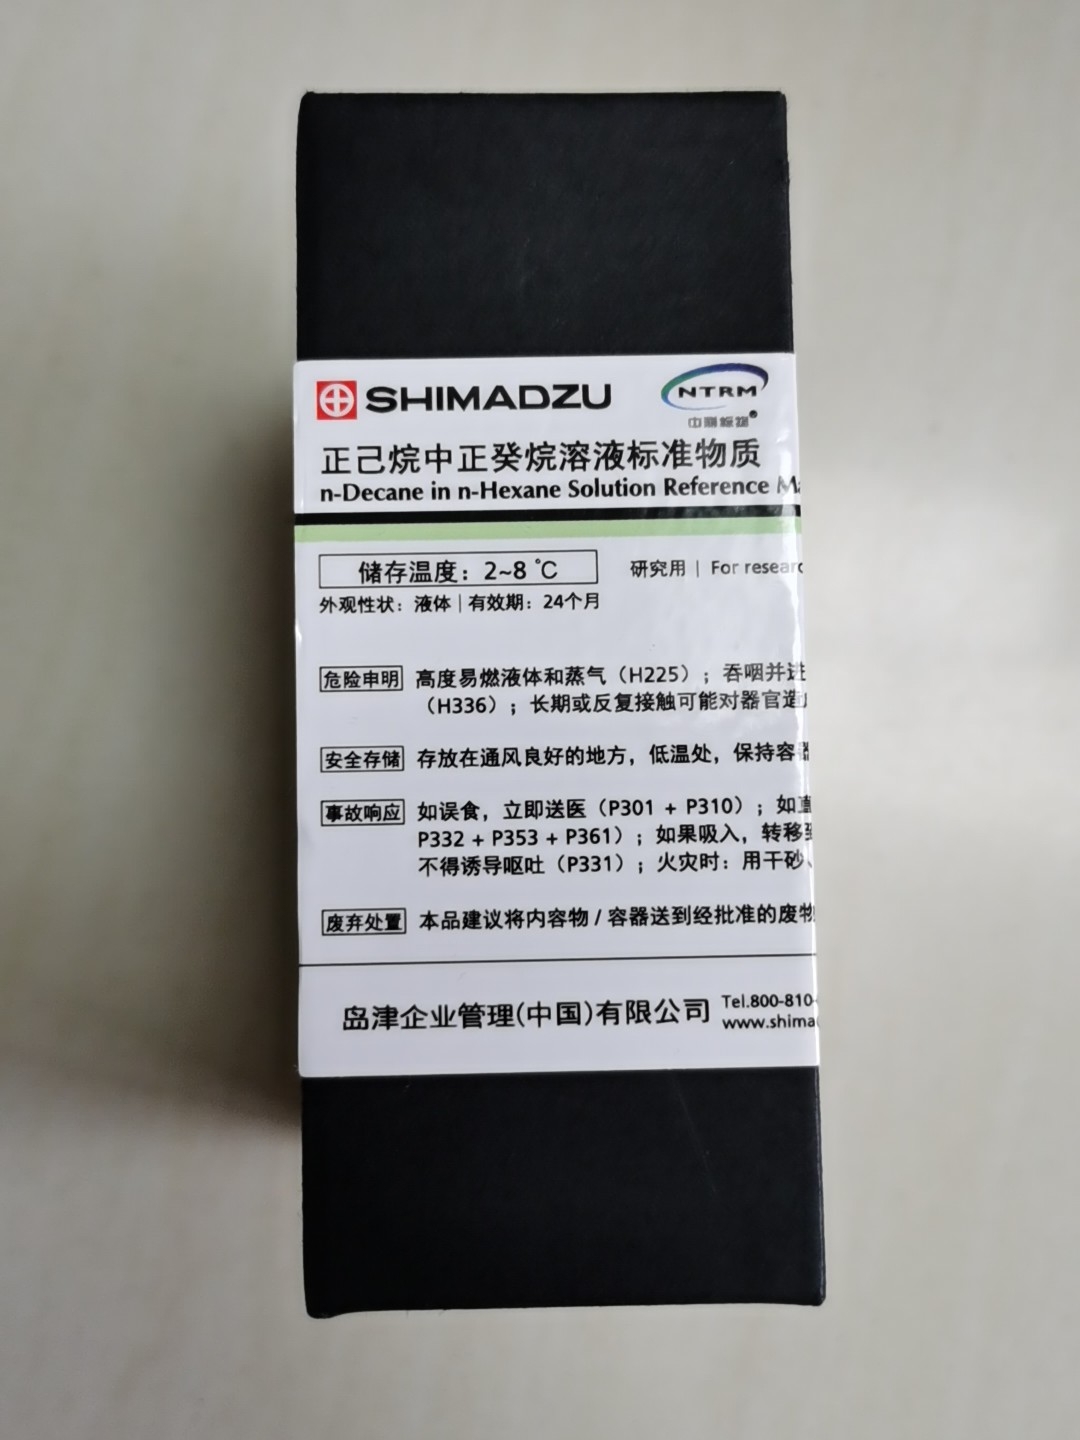 SHIMADZU
NTRM
中测标物®
正己烷中正癸烷溶液标准物质
n-Decane in n-Hexane Solution Reference
储存温度：2~8 ℃
研究用 | For
外观性状：液体 | 有效期：24个月
危险申明 高度易燃液体和蒸气（H225）；吞咽并进
（H336）；长期或反复接触可能对器官造
安全存储 存放在通风良好的地方，低温处，保持容器
事故响应 如误食，立即送医（P301 + P310）；如
P332 + P353 + P361）；如果吸入，转移
不得诱导呕吐（P331）；火灾时：用干砂、
废弃处置 本品建议将内容物 / 容器送到经批准的废物
岛津企业管理(中国)有限公司
Tel.800-810-